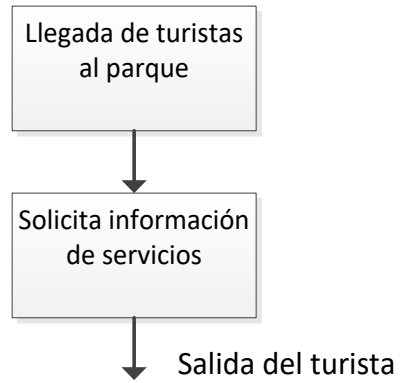 Llegada de turistas
al parque
Solicita información
de servicios
Salida del turista